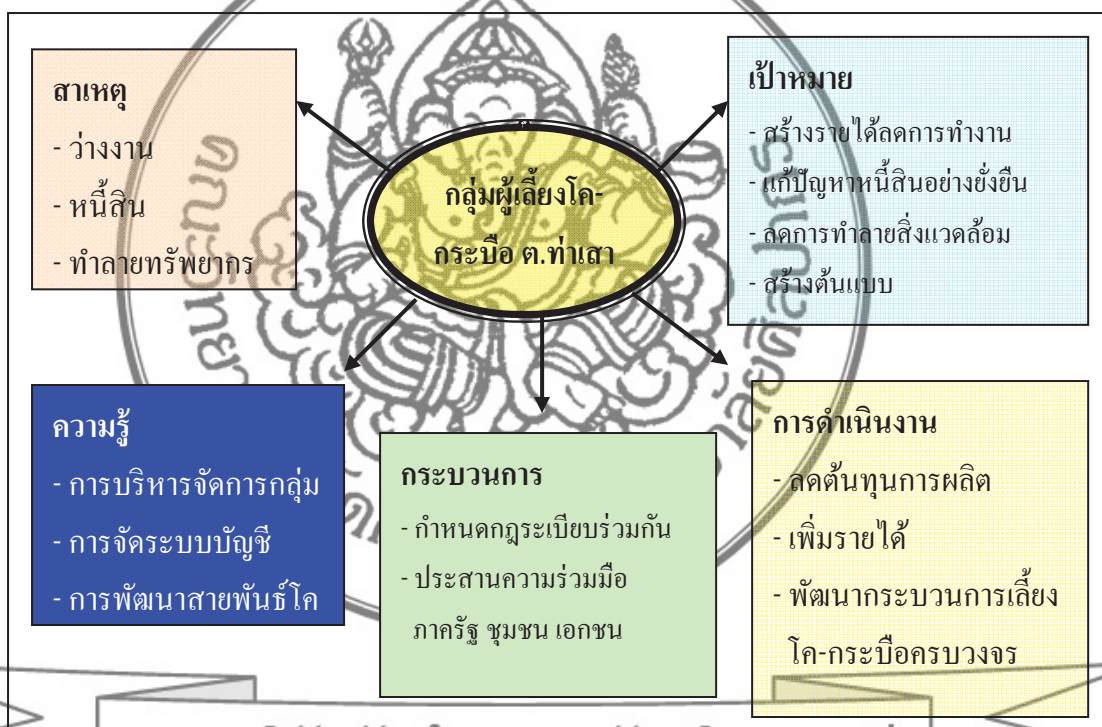 สาเหตุ
- ว่างงาน
- หนี้สิน
- ทำลายทรัพยากร
กลุ่มผู้เลี้ยงโค-
กระบือ ต.ท่าเสา
เป้าหมาย
- สร้างรายได้ลดการทำงาน
- แก้ปัญหาหนี้สินอย่างยั่งยืน
- ลดการทำลายสิ่งแวดล้อม
- สร้างต้นแบบ
ความรู้
- การบริหารจัดการกลุ่ม
- การจัดระบบบัญชี
- การพัฒนาสายพันธ์โค
กระบวนการ
- กำหนดกฎระเบียบร่วมกัน
- ประสานความร่วมมือ
ภาครัฐ ชุมชน เอกชน
การดำเนินงาน
- ลดต้นทุนการผลิต
- เพิ่มรายได้
- พัฒนากระบวนการเลี้ยง
โค-กระบือครบวงจร